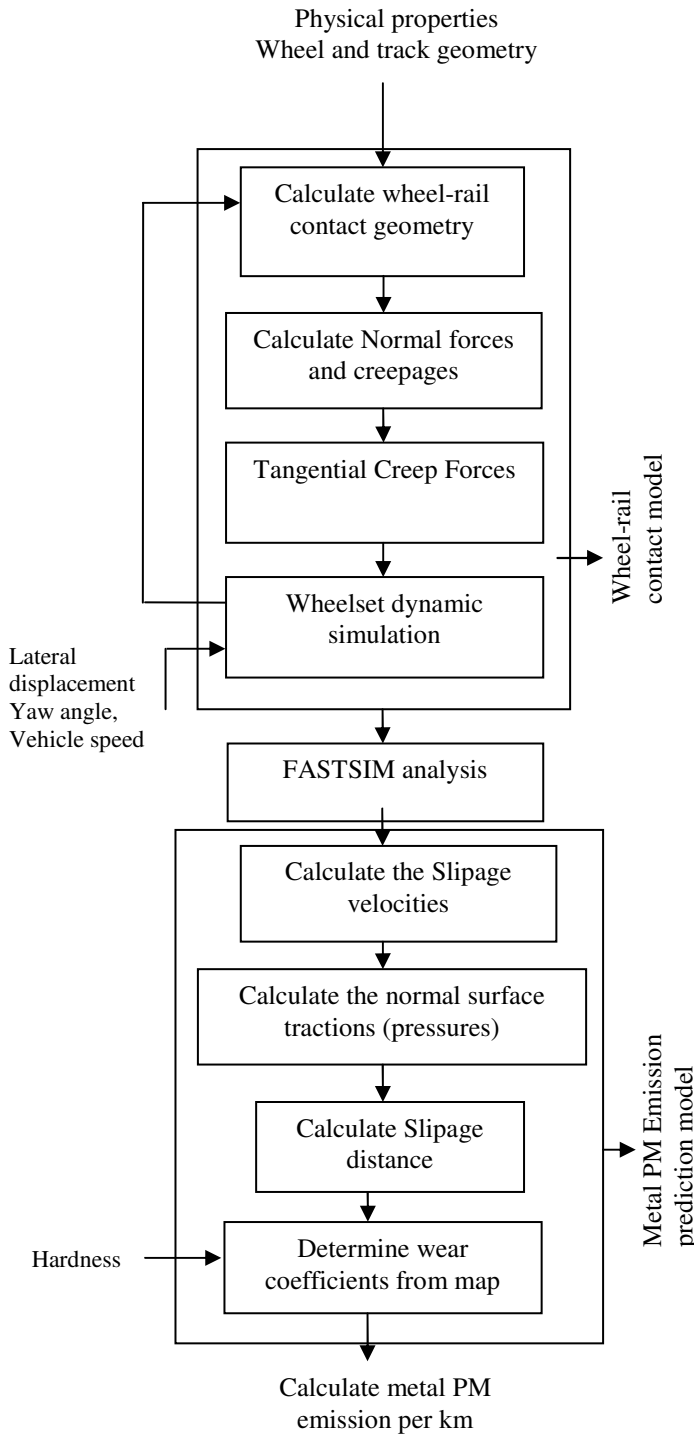 Physical properties
Wheel and track geometry
Calculate wheel-rail
contact geometry
Calculate Normal forces
and creepages
Tangential Creep Forces
Wheel-rail
contact model
Wheelset dynamic
simulation
Lateral
displacement
Yaw angle,
Vehicle speed
FASTSIM analysis
Calculate the Slipage
velocities
Calculate the normal surface
tractions (pressures)
Calculate Slipage
distance
Metal PM Emission
prediction model
Hardness
Determine wear
coefficients from map
Calculate metal PM
emission per km